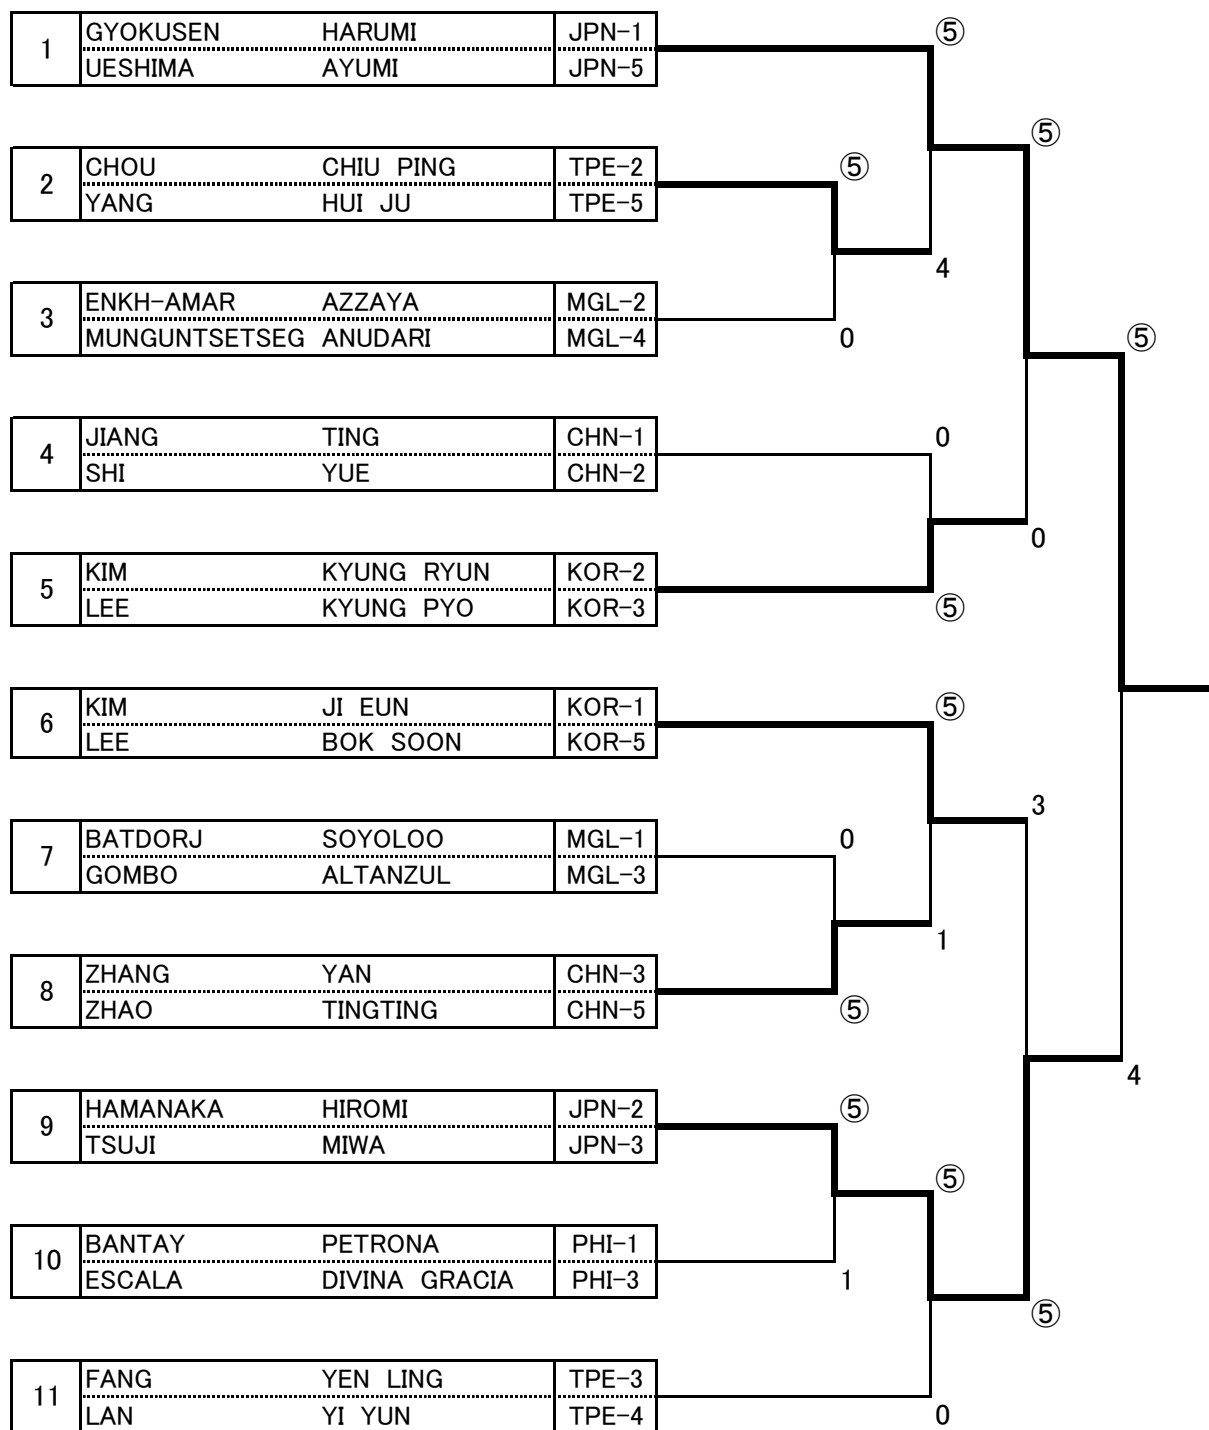 GYOKUSEN HARUMI JPN-1 ⑤
1
UESHIMA AYUMI JPN-5
⑤
CHOU CHIU PING TPE-2 ⑤
2
YANG HUI JU TPE-5
4
ENKH-AMAR AZZAYA MGL-2
3
MUNGUNTSETSEG ANUDARI MGL-4 0 ⑤
JIANG TING CHN-1 0
4
SHI YUE CHN-2
0
KIM KYUNG RYUN KOR-2
5
LEE KYUNG PYO KOR-3 ⑤
KIM JI EUN KOR-1 ⑤
6
LEE BOK SOON KOR-5
3
BATDORJ SOYOLOO MGL-1 0
7
GOMBO ALTANZUL MGL-3
1
ZHANG YAN CHN-3
8
ZHAO TINGTING CHN-5 ⑤
4
HAMANAKA HIROMI JPN-2 ⑤
9
TSUJI MIWA JPN-3
⑤
BANTAY PETRONA PHI-1
10
ESCALA DIVINA GRACIA PHI-3 1
⑤
FANG YEN LING TPE-3
11
LAN YI YUN TPE-4 0